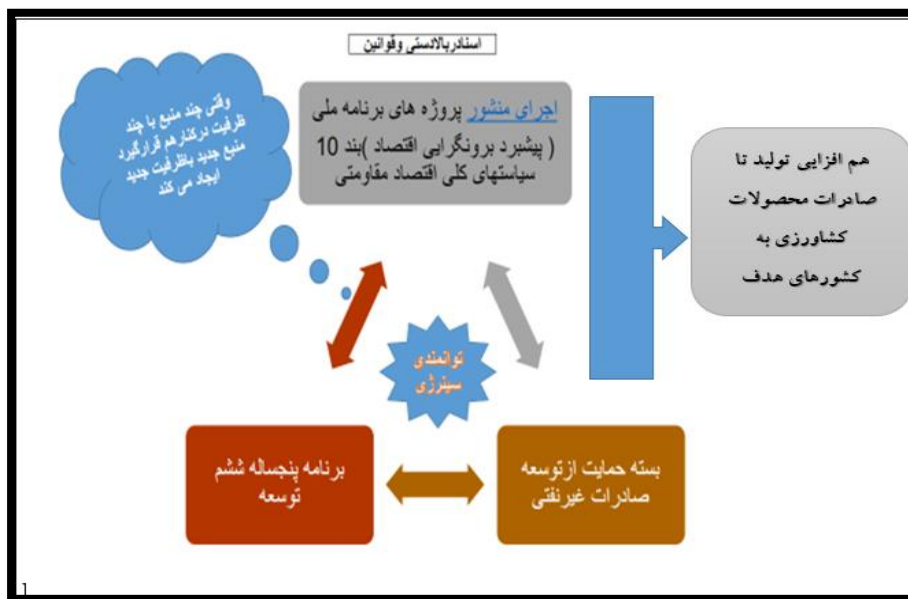 اسنادربالادستی وقوانین
وقتی چند منبع با چند
ظرفیت درکنارهم قرارگیرد
منبع جدید باظرفیت جدید
ایجاد می کند
اجرای منشور پروژه های برنامه ملی
( پیشبرد برونگرایی اقتصاد )بند 10
سیاستهای کلی اقتصاد مقاومتی
هم افزایی تولید تا
صادرات محصولات
کشاورزی به
کشورهای هدف
توانمندی
سینرژی
برنامه پنجساله ششم
توسعه
بسته حمایت ازتوسعه
صادرات غیرنفتی
1